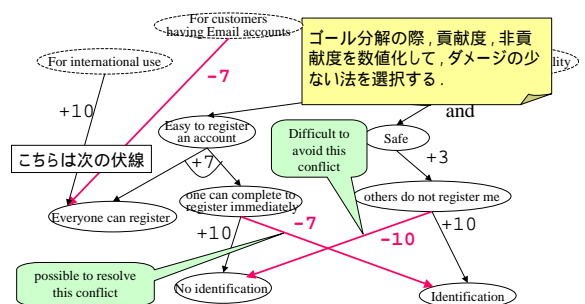 For customers
having Email accounts
ゴール分解の際，貢献度，非貢
献度を数値化して，ダメージの少
ない法を選択する．
For international use
lity
-7
and
+10
Easy to register
an account
Difficult to
avoid this
conflict
Safe
こちらは次の伏線
+7
+3
one can complete to
register immediately
others do not register me
Everyone can register
-7
+10
-10
+10
possible to resolve
this conflict
No identification
Identification